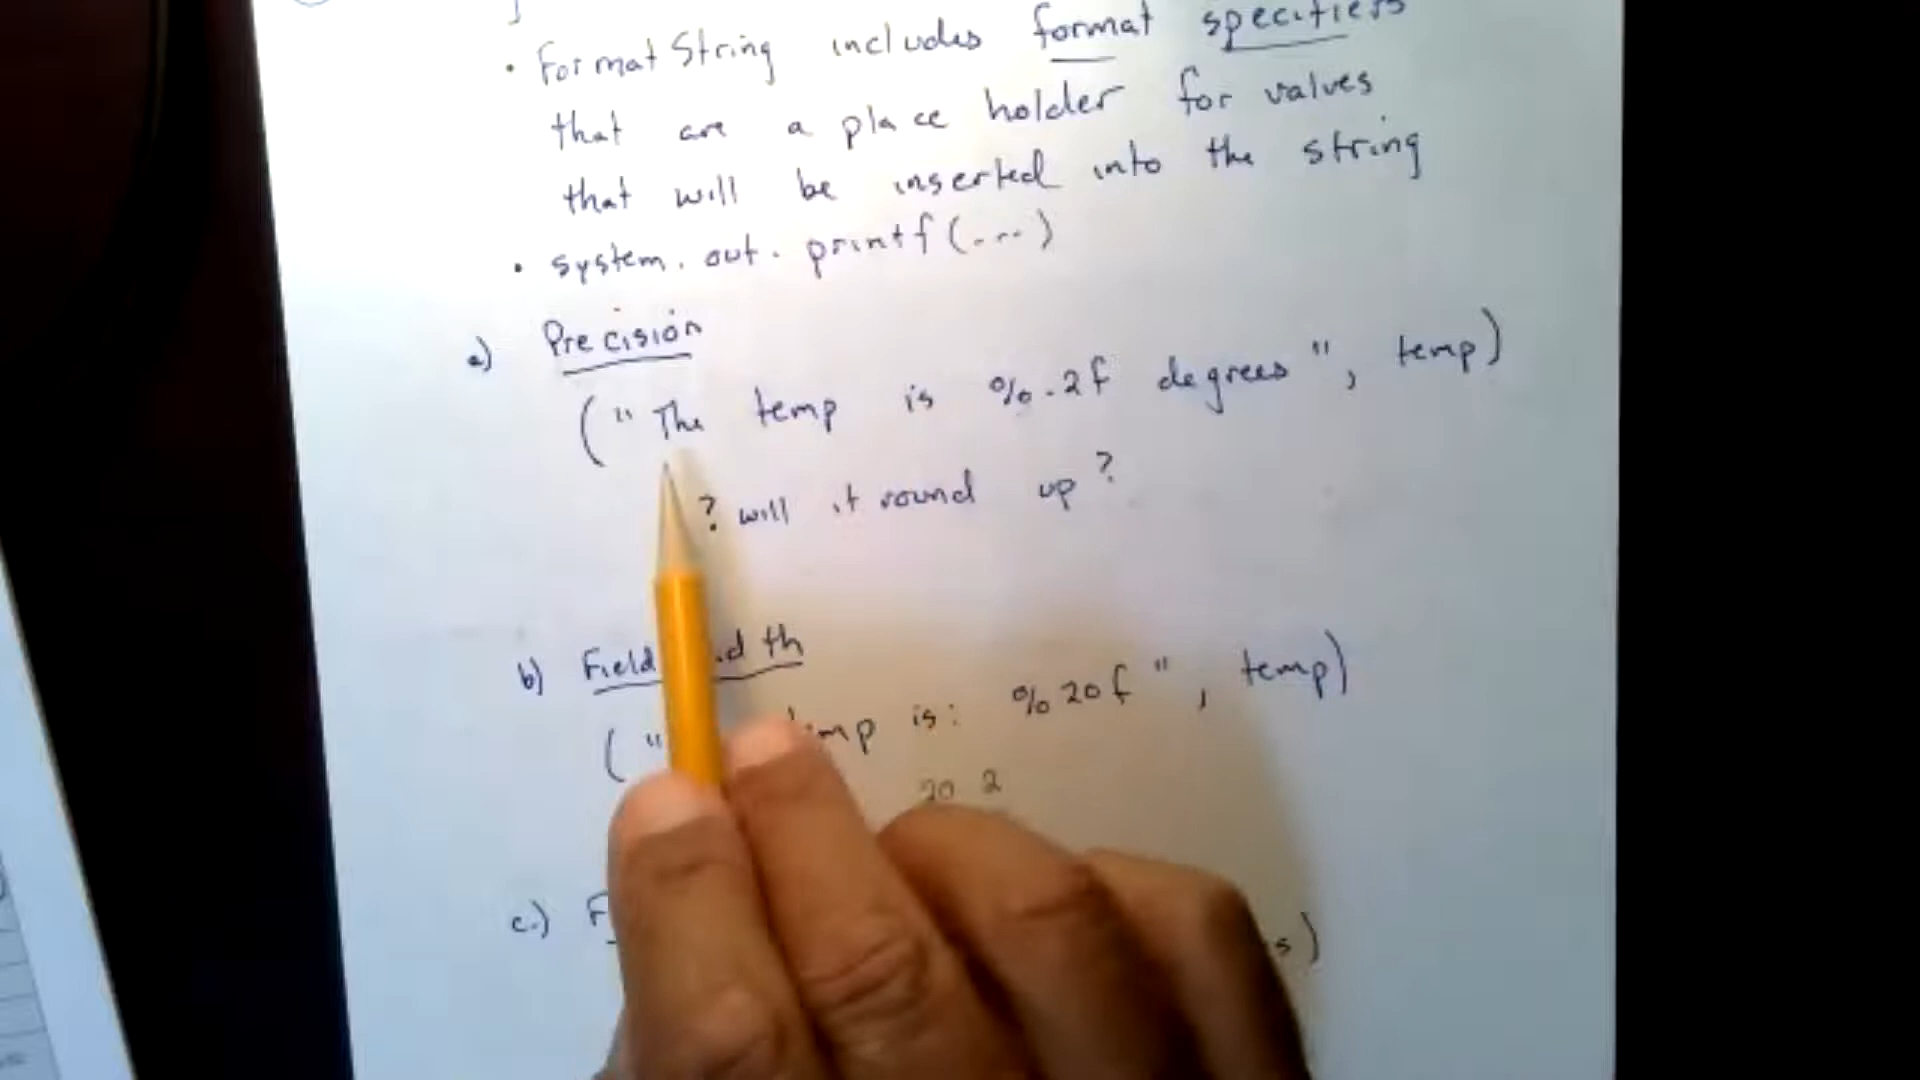 • Format String includes format specifiers
that are a place holder for values
that will be inserted into the string
• system.out.printf(...)
a) Precision
("The temp is %.2f degrees", temp)
? will it round up?
b) Field
(" is: %20f", temp)
20 2
c.)